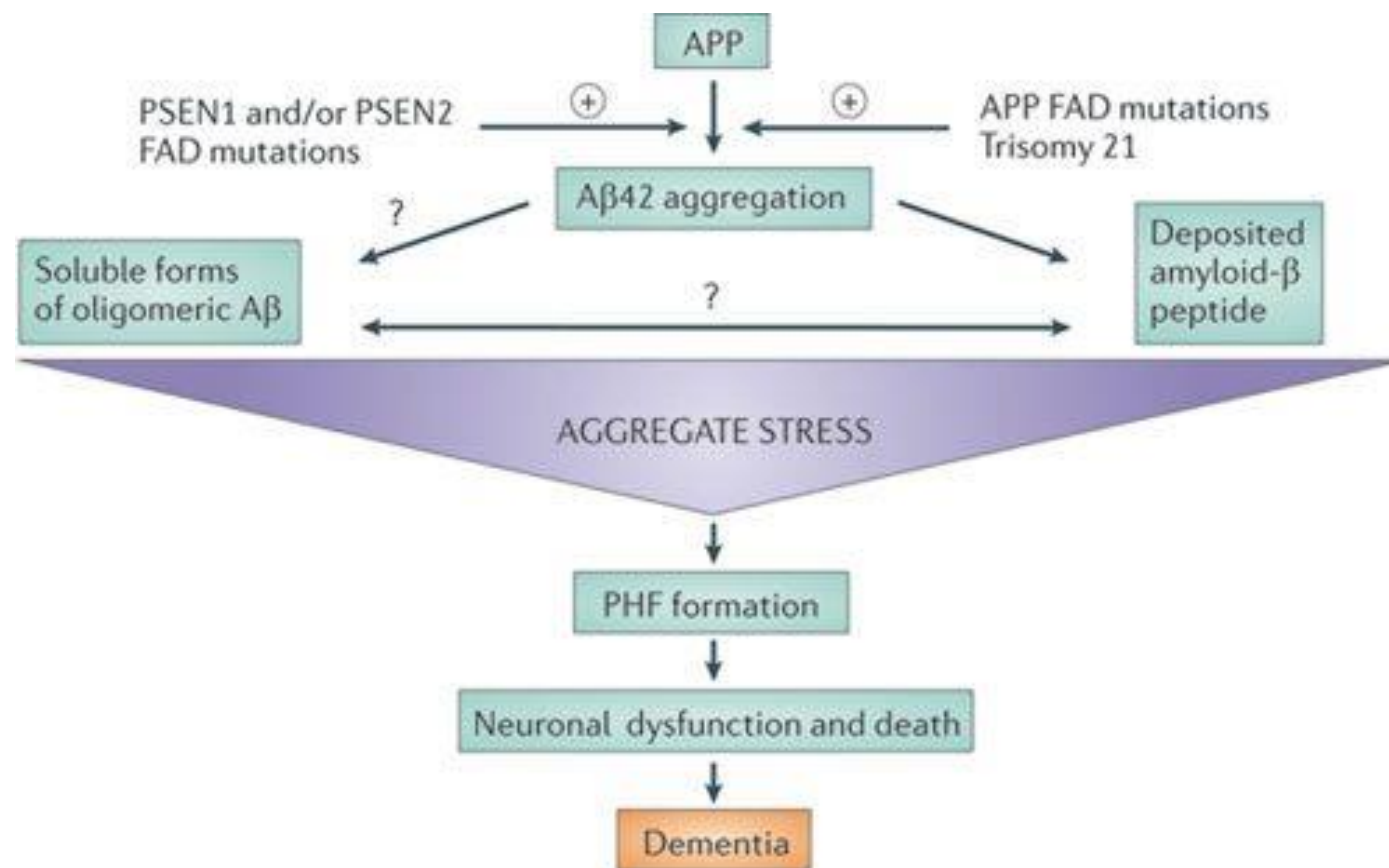 APP
PSEN1 and/or PSEN2
FAD mutations
+
+
APP FAD mutations
Trisomy 21
Aβ42 aggregation
?
Soluble forms
of oligomeric Aβ
?
Deposited
amyloid-β
peptide
AGGREGATE STRESS
PHF formation
Neuronal dysfunction and death
Dementia